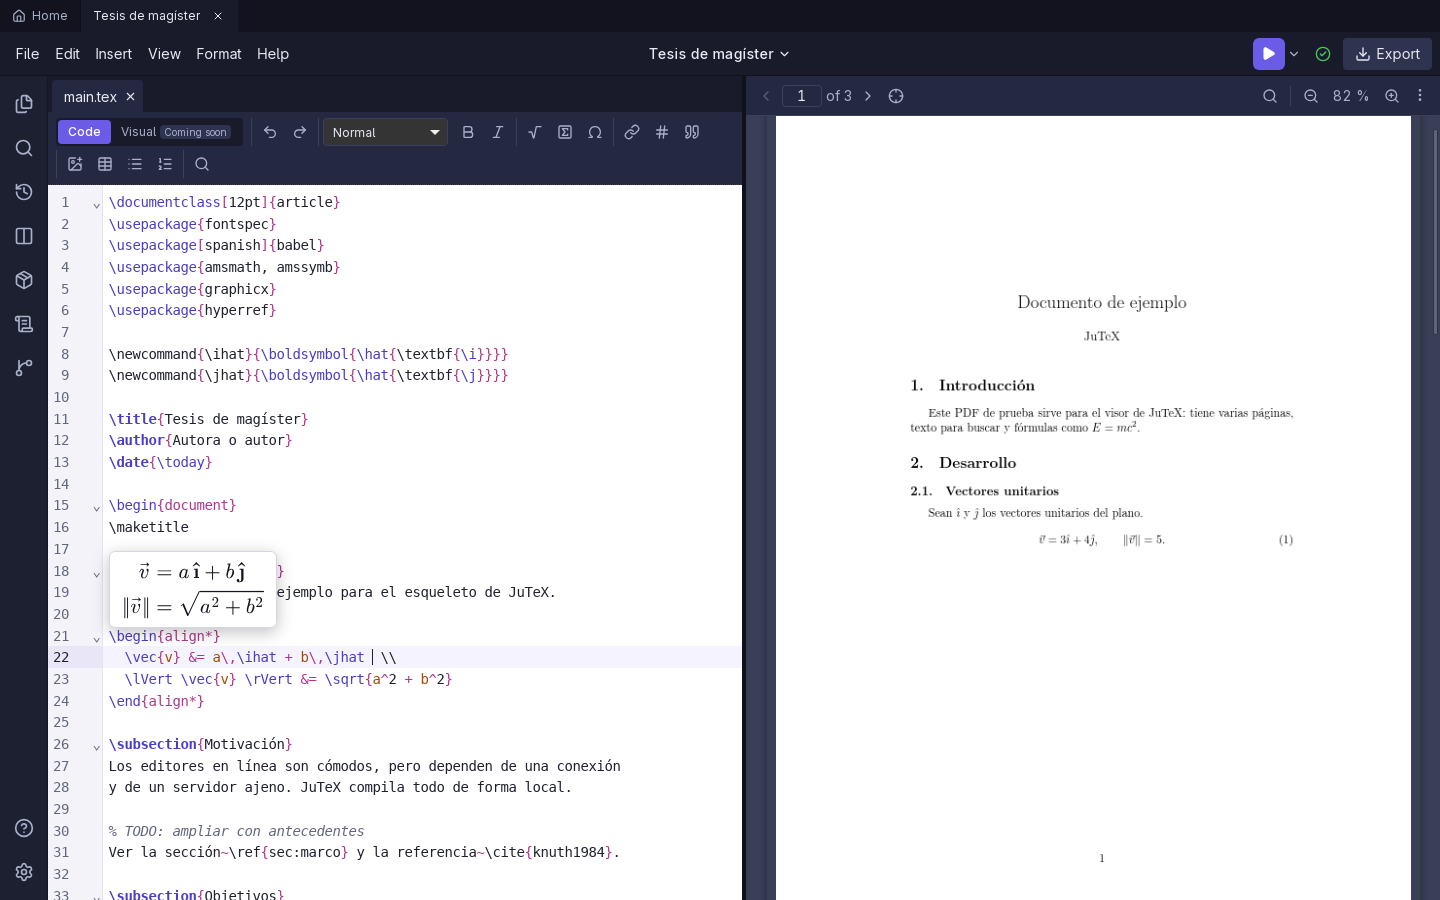 Home
Tesis de magíster
File Edit Insert View Format Help
Tesis de magíster
Export
main.tex
1 of 3
82 %
Code Visual Coming soon
Normal
1 \documentclass[12pt]{article}
2 \usepackage{fontspec}
3 \usepackage[spanish]{babel}
4 \usepackage{amsmath, amssymb}
5 \usepackage{graphicx}
6 \usepackage{hyperref}
7
8 \newcommand{\ihat}{\boldsymbol{\hat{\textbf{\i}}}}
9 \newcommand{\jhat}{\boldsymbol{\hat{\textbf{\j}}}}
10
11 \title{Tesis de magíster}
12 \author{Autora o autor}
13 \date{\today}
14
15 \begin{document}
16 \maketitle
17
18 }
19 ejemplo para el esqueleto de JuTeX.
20
v⃗ = a î + b ĵ
‖v⃗‖ = √(a² + b²)
21 \begin{align*}
22 \vec{v} &= a\,\ihat + b\,\jhat \\
23 \lVert \vec{v} \rVert &= \sqrt{a^2 + b^2}
24 \end{align*}
25
26 \subsection{Motivación}
27 Los editores en línea son cómodos, pero dependen de una conexión
28 y de un servidor ajeno. JuTeX compila todo de forma local.
29
30 % TODO: ampliar con antecedentes
31 Ver la sección~\ref{sec:marco} y la referencia~\cite{knuth1984}.
32
33 \subsection{Objetivos}
Documento de ejemplo
JuTeX
1. Introducción
Este PDF de prueba sirve para el visor de JuTeX: tiene varias páginas,
texto para buscar y fórmulas como E = mc².
2. Desarrollo
2.1. Vectores unitarios
Sean î y ĵ los vectores unitarios del plano.
v⃗ = 3î + 4ĵ, ‖v⃗‖ = 5. (1)
1